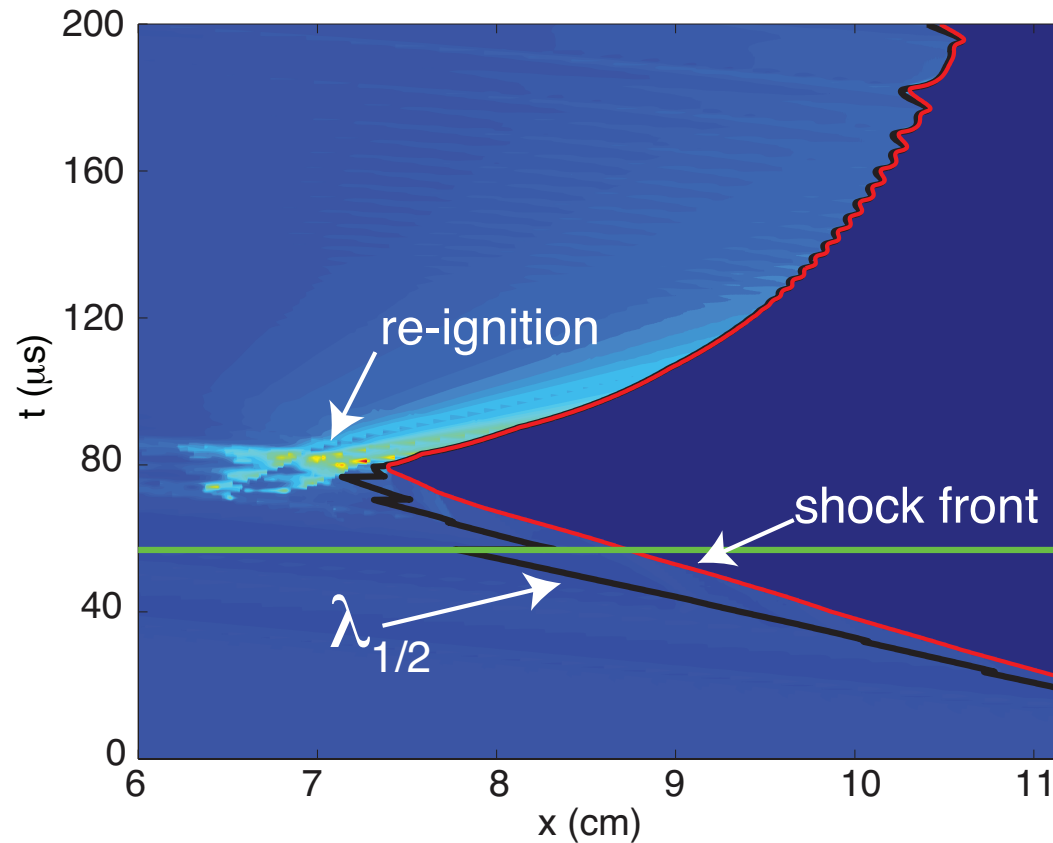 200
160
120
80
40
0
t (μs)
re-ignition
shock front
λ1/2
6 7 8 9 10 11
x (cm)